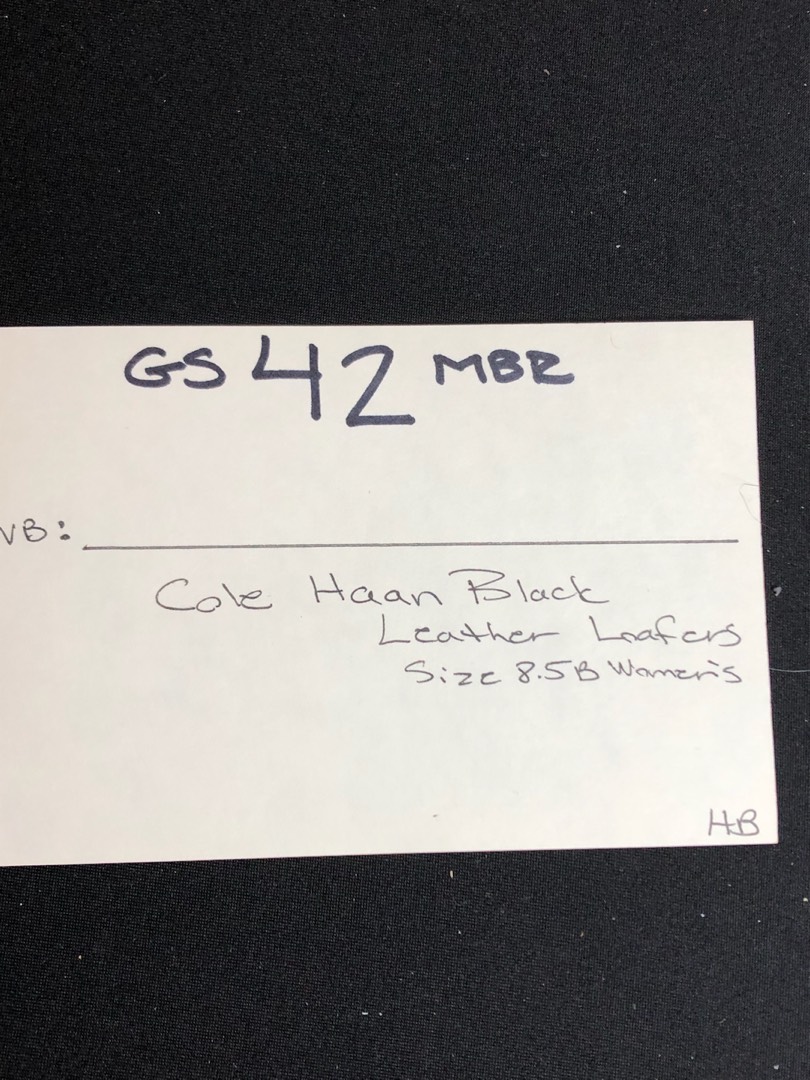 GS 42 MBR
VB:
Cole Haan Black
Leather Loafers
Size 8.5B Women's
HB